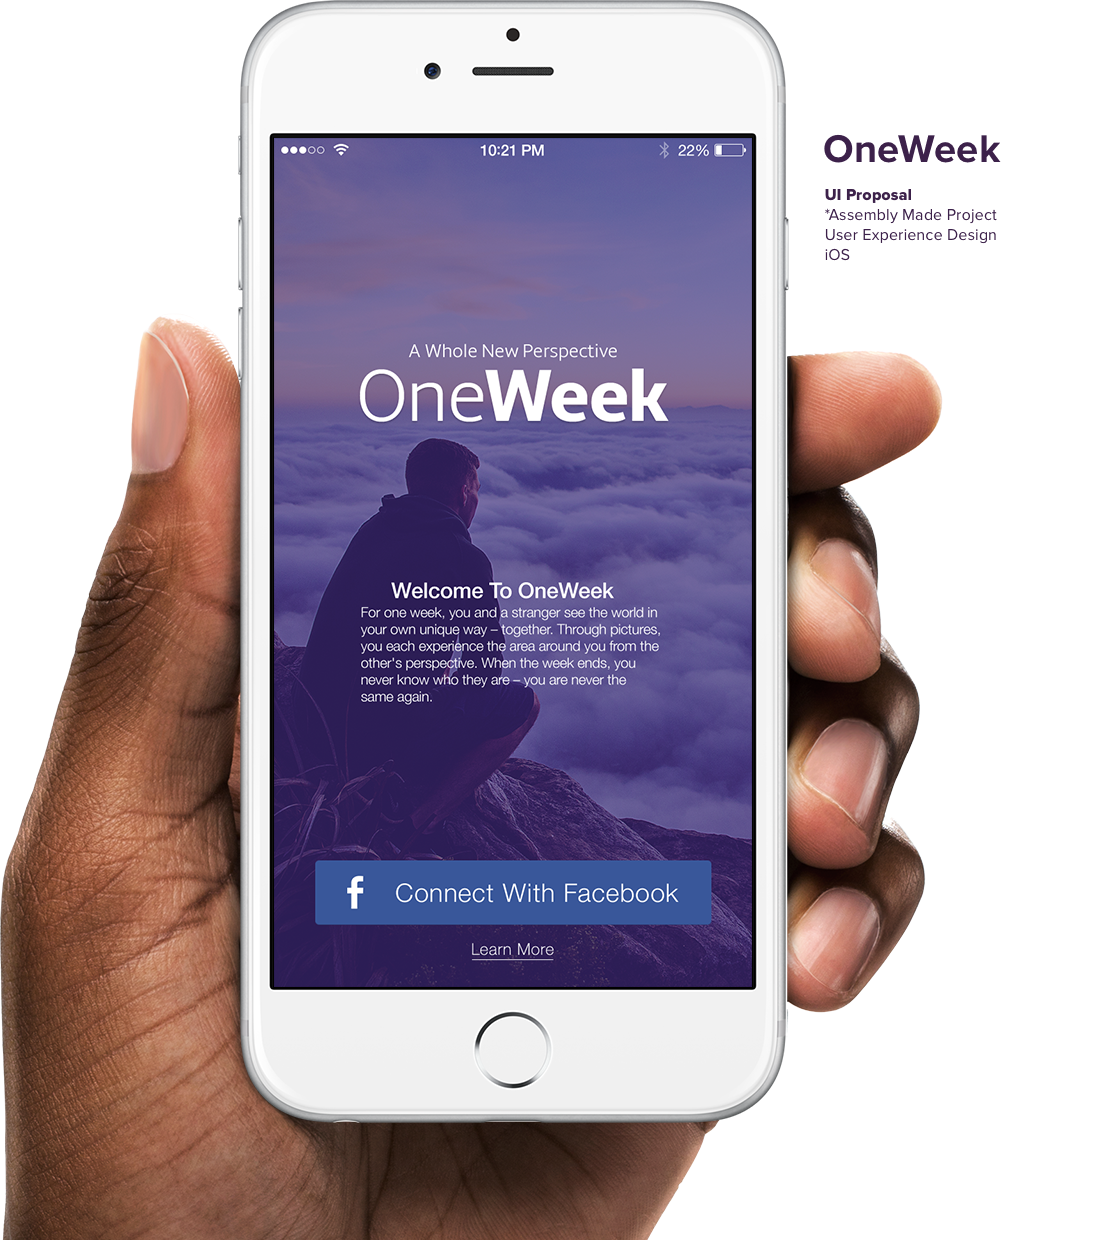 10:21 PM
22%
OneWeek
UI Proposal
*Assembly Made Project
User Experience Design
iOS
A Whole New Perspective
OneWeek
Welcome To OneWeek
For one week, you and a stranger see the world in
your own unique way – together. Through pictures,
you each experience the area around you from the
other's perspective. When the week ends, you
never know who they are – you are never the
same again.
f
Connect With Facebook
Learn More